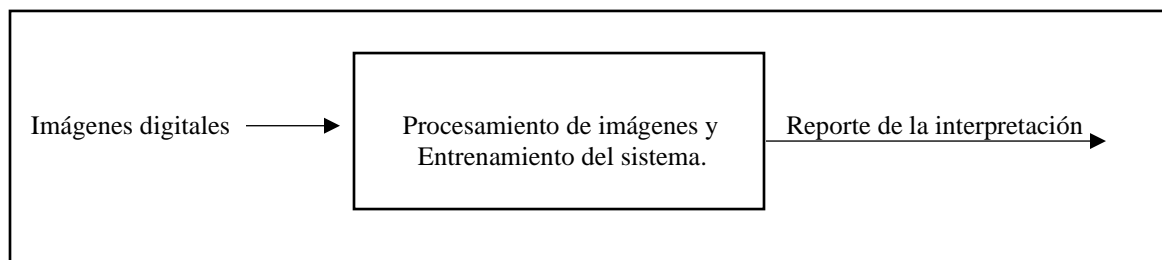 Imágenes digitales
Procesamiento de imágenes y
Entrenamiento del sistema.
Reporte de la interpretación